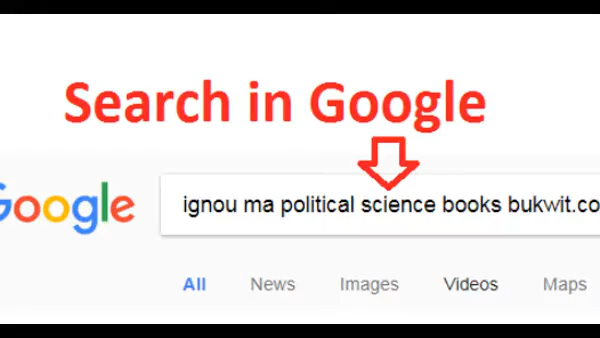 Search in Google
Google
ignou ma political science books bukwit.co
All News Images Videos Maps